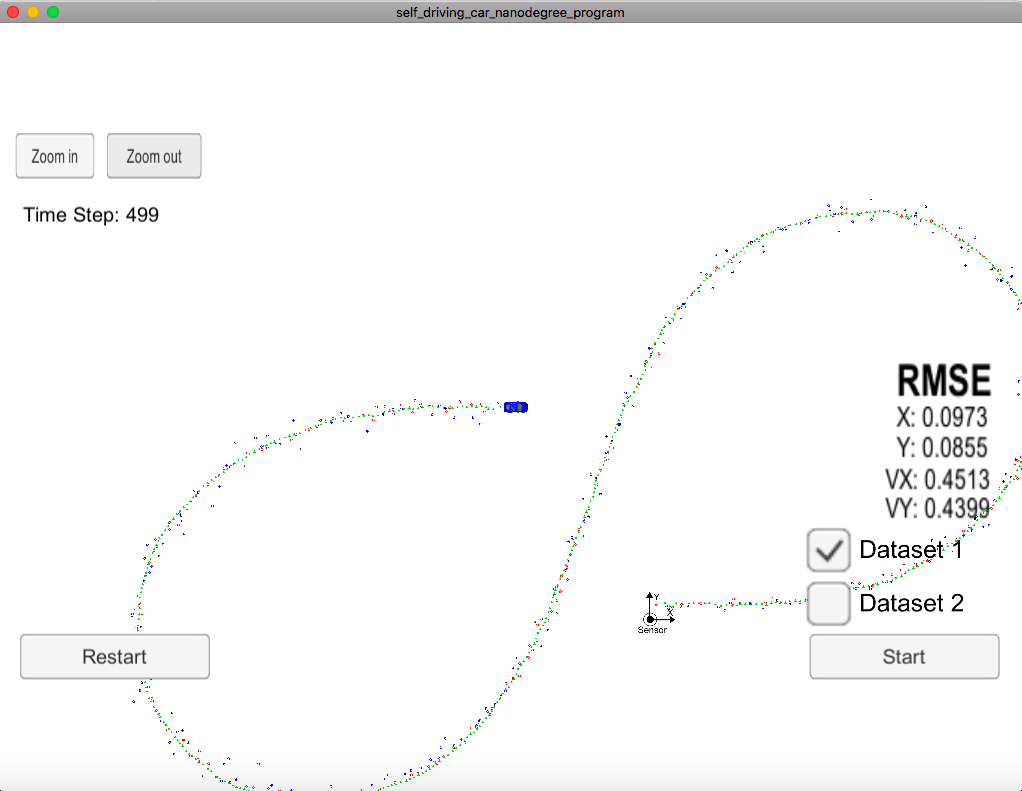 self_driving_car_nanodegree_program
Zoom in
Zoom out
Time Step: 499
RMSE
X: 0.0973
Y: 0.0855
VX: 0.4513
VY: 0.4399
Dataset 1
Dataset 2
Y
X
Sensor
Restart
Start